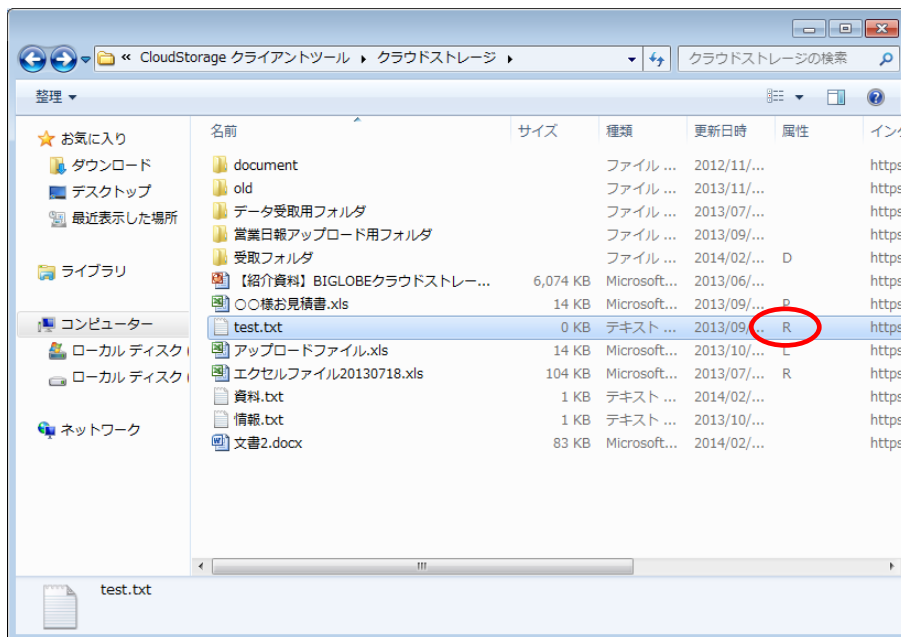 « CloudStorage クライアントツール ▸ クラウドストレージ ▸ クラウドストレージの検索
整理
お気に入り
ダウンロード
デスクトップ
最近表示した場所
ライブラリ
コンピューター
ローカル ディスク (
ローカル ディスク (
ネットワーク
名前 サイズ 種類 更新日時 属性 イン
document ファイル ... 2012/11/... https
old ファイル ... 2013/11/... https
データ受取用フォルダ ファイル ... 2013/07/... https
営業日報アップロード用フォルダ ファイル ... 2013/09/... https
受取フォルダ ファイル ... 2014/02/... D https
【紹介資料】BIGLOBEクラウドストレー... 6,074 KB Microsoft... 2013/06/... https
○○様お見積書.xls 14 KB Microsoft... 2013/09/... https
test.txt 0 KB テキスト ... 2013/09/... R https
アップロードファイル.xls 14 KB Microsoft... 2013/10/... L https
エクセルファイル20130718.xls 104 KB Microsoft... 2013/07/... R https
資料.txt 1 KB テキスト ... 2014/02/... https
情報.txt 1 KB テキスト ... 2013/10/... https
文書2.docx 83 KB Microsoft... 2014/02/... https
test.txt